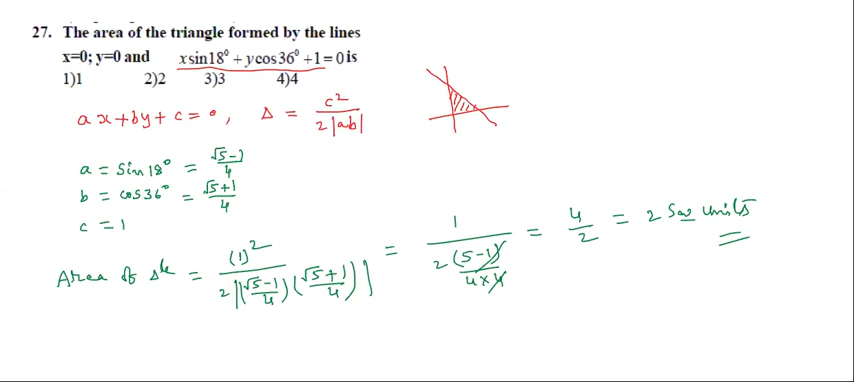 27. The area of the triangle formed by the lines
x=0; y=0 and x sin18° + y cos36° +1 = 0 is
1)1 2)2 3)3 4)4
ax+by+c=0, Δ = c²/2|ab|
a = Sin 18° = √5-1/4
b = cos36° = √5+1/4
c = 1
Area of Δle = (1)²/2|(√5-1/4)(√5+1/4)| = 1/2(5-1)/4×4 = 4/2 = 2 Sq units